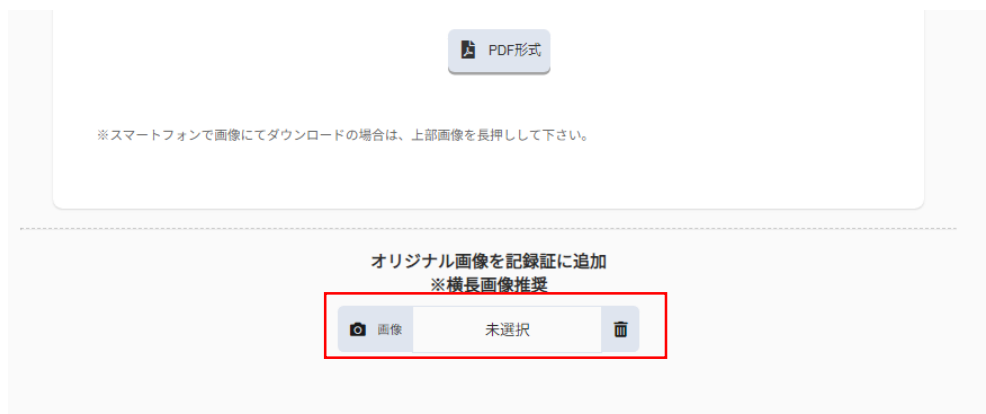 PDF形式
※スマートフォンで画像にてダウンロードの場合は、上部画像を長押しして下さい。
オリジナル画像を記録証に追加
※横長画像推奨
画像 未選択